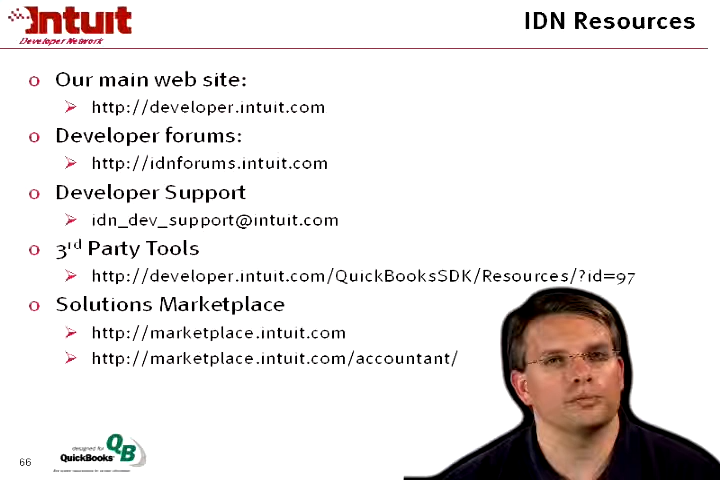 Intuit
Developer Network
IDN Resources
o Our main web site:
http://developer.intuit.com
o Developer forums:
http://idnforums.intuit.com
o Developer Support
idn_dev_support@intuit.com
o 3rd Party Tools
http://developer.intuit.com/QuickBooksSDK/Resources/?id=97
o Solutions Marketplace
http://marketplace.intuit.com
http://marketplace.intuit.com/accountant/
66
designed for
QuickBooks
QB